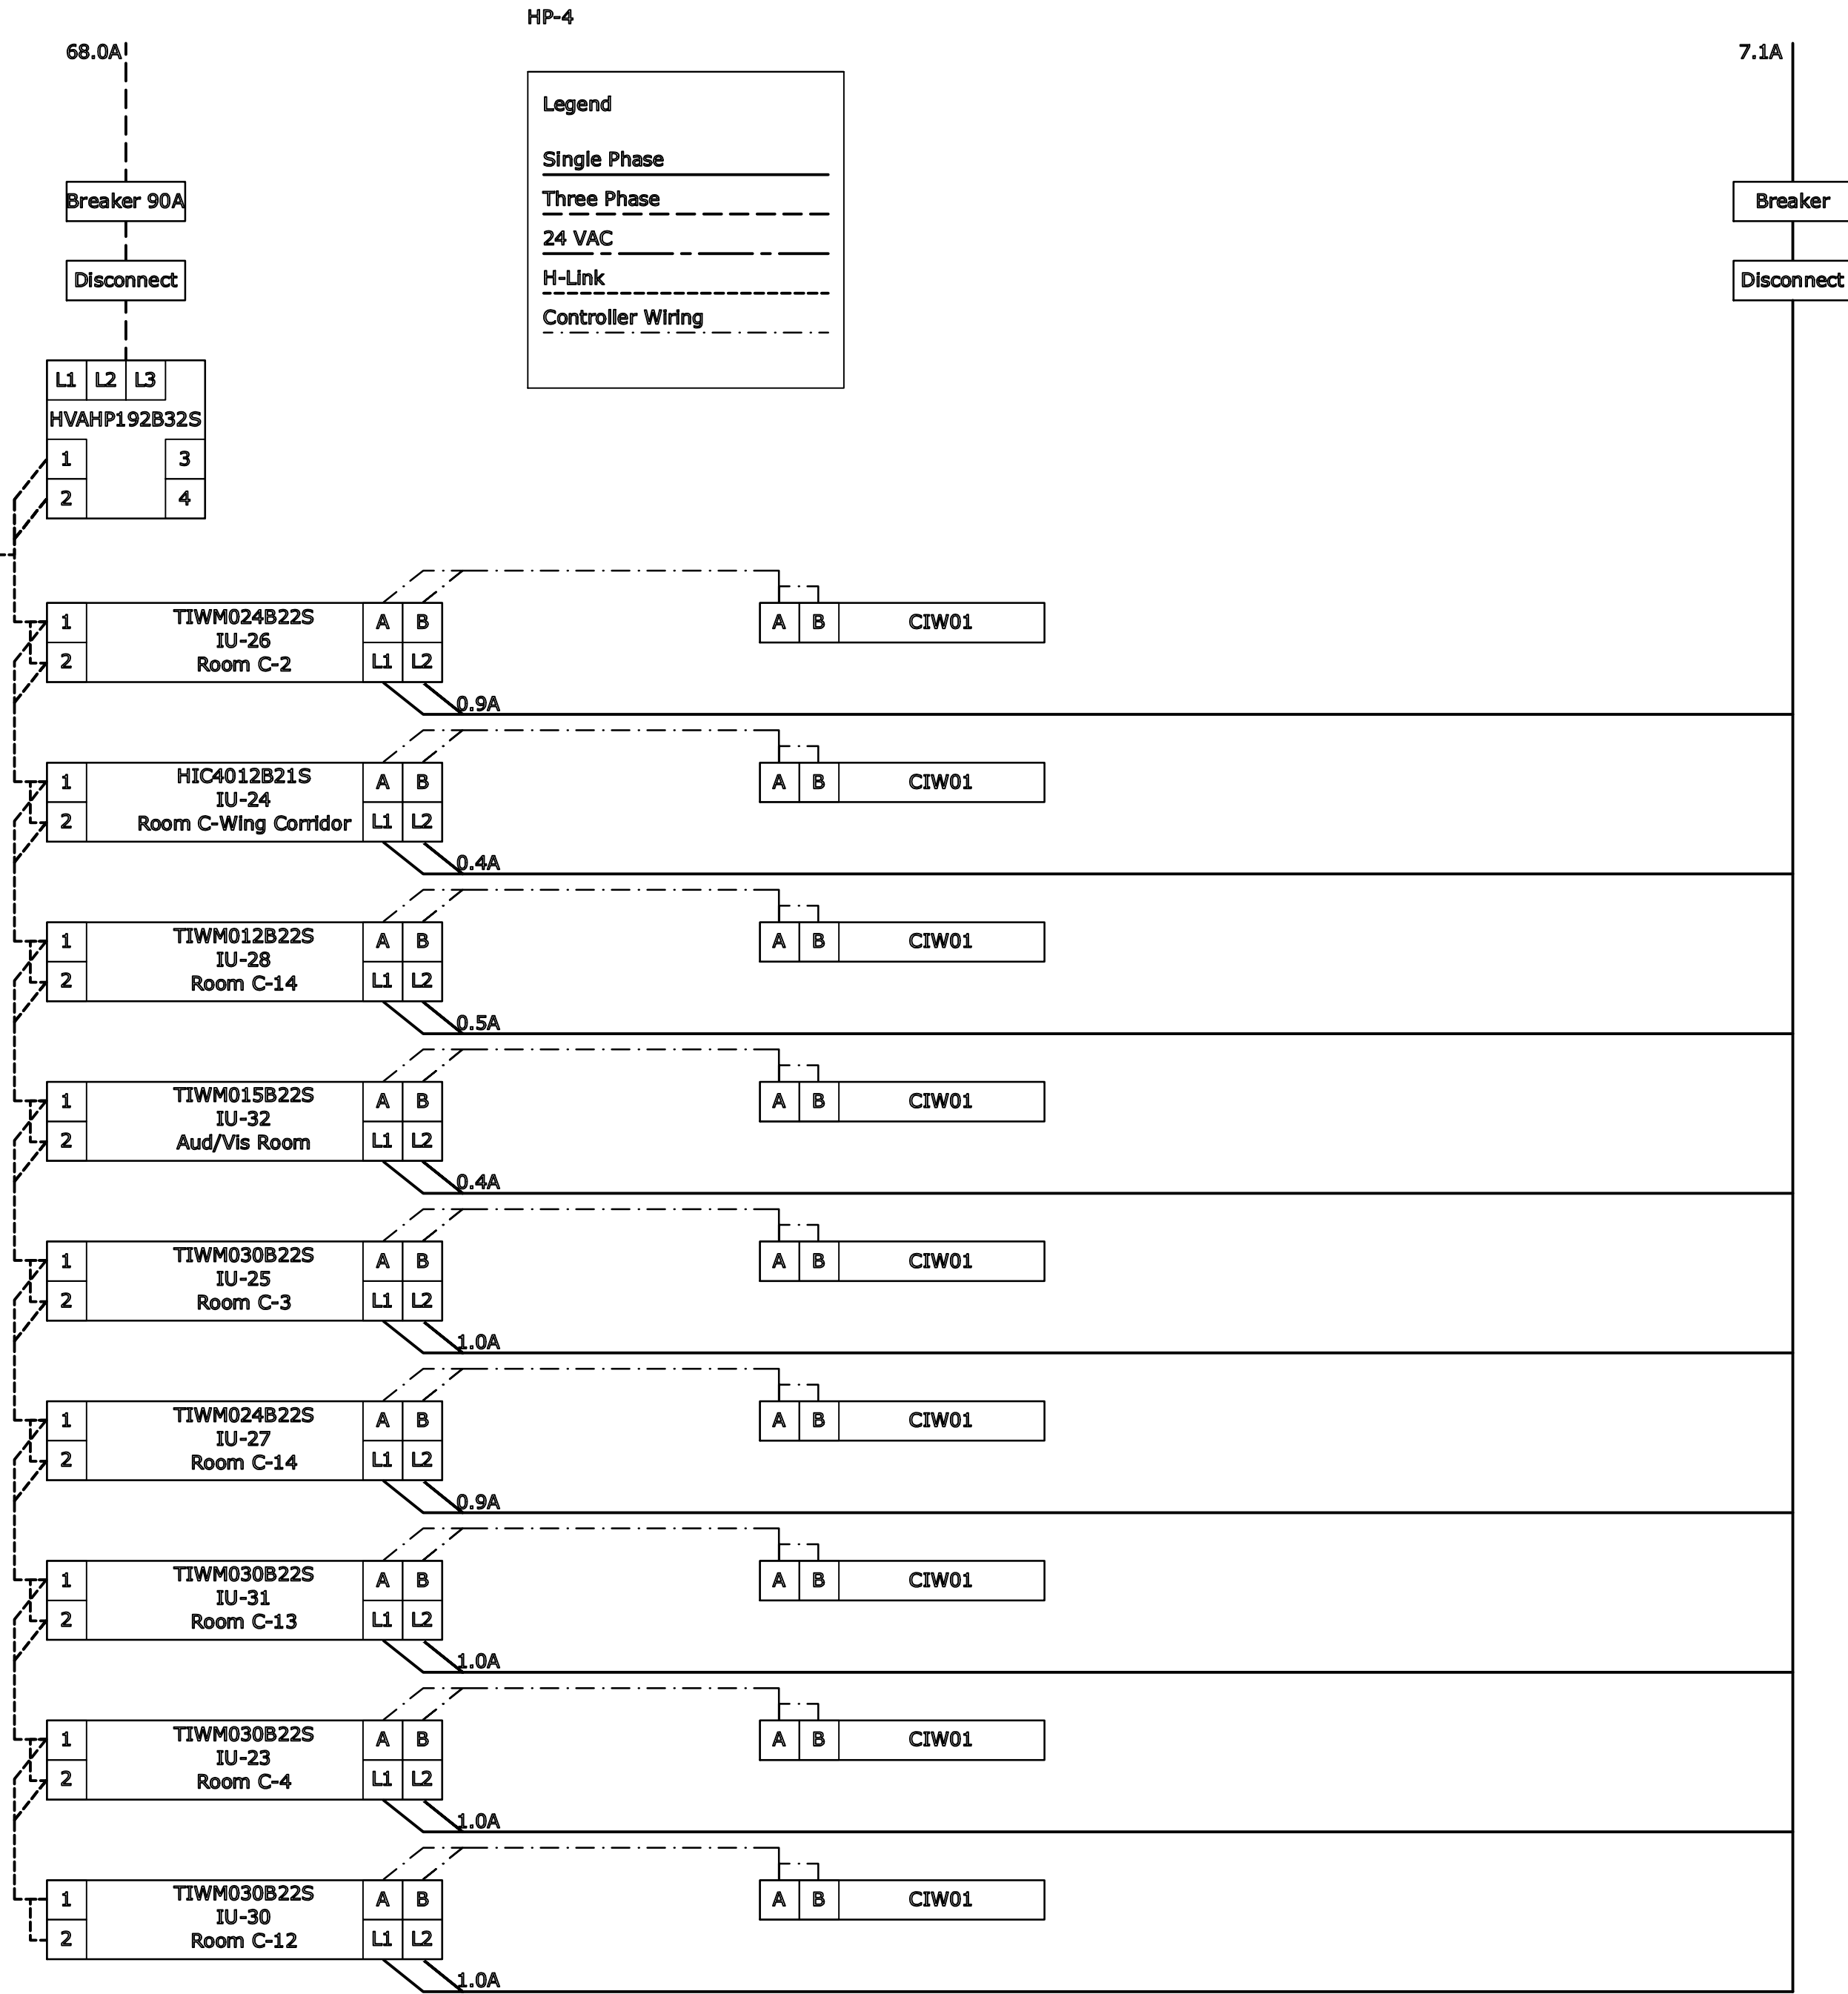 HP-4
68.0A
7.1A
Legend
Single Phase
Three Phase
24 VAC
H-Link
Controller Wiring
Breaker 90A
Breaker
Disconnect
Disconnect
L1 L2 L3
HVAHP192B32S
1 3
2 4
1 TIWM024B22S A B A B CIW01
IU-26
2 Room C-2 L1 L2
0.9A
1 HIC4012B21S A B A B CIW01
IU-24
2 Room C-Wing Corridor L1 L2
0.4A
1 TIWM012B22S A B A B CIW01
IU-28
2 Room C-14 L1 L2
0.5A
1 TIWM015B22S A B A B CIW01
IU-32
2 Aud/Vis Room L1 L2
0.4A
1 TIWM030B22S A B A B CIW01
IU-25
2 Room C-3 L1 L2
1.0A
1 TIWM024B22S A B A B CIW01
IU-27
2 Room C-14 L1 L2
0.9A
1 TIWM030B22S A B A B CIW01
IU-31
2 Room C-13 L1 L2
1.0A
1 TIWM030B22S A B A B CIW01
IU-23
2 Room C-4 L1 L2
1.0A
1 TIWM030B22S A B A B CIW01
IU-30
2 Room C-12 L1 L2
1.0A